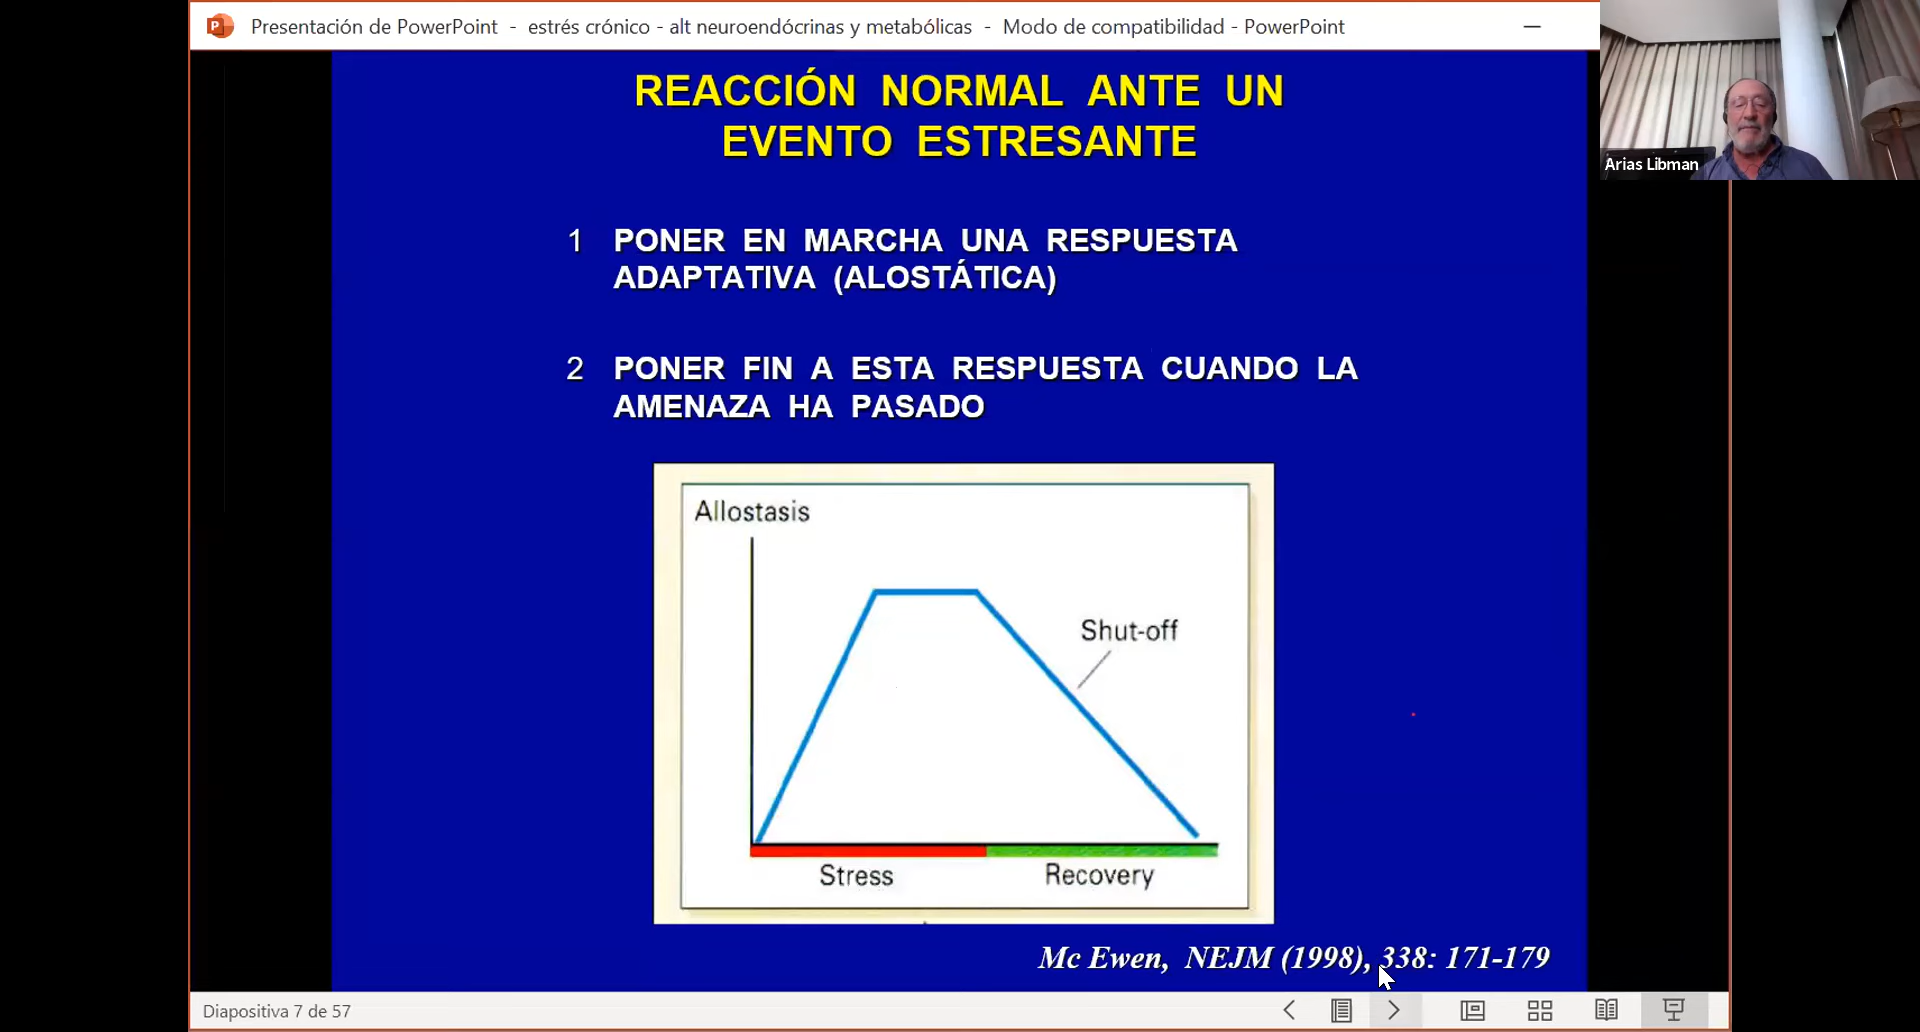 Presentación de PowerPoint - estrés crónico - alt neuroendócrinas y metabólicas - Modo de compatibilidad - PowerPoint
Arias Libman
REACCIÓN NORMAL ANTE UN
EVENTO ESTRESANTE
1 PONER EN MARCHA UNA RESPUESTA
ADAPTATIVA (ALOSTÁTICA)
2 PONER FIN A ESTA RESPUESTA CUANDO LA
AMENAZA HA PASADO
Allostasis
Shut-off
Stress Recovery
Mc Ewen, NEJM (1998), 338: 171-179
Diapositiva 7 de 57